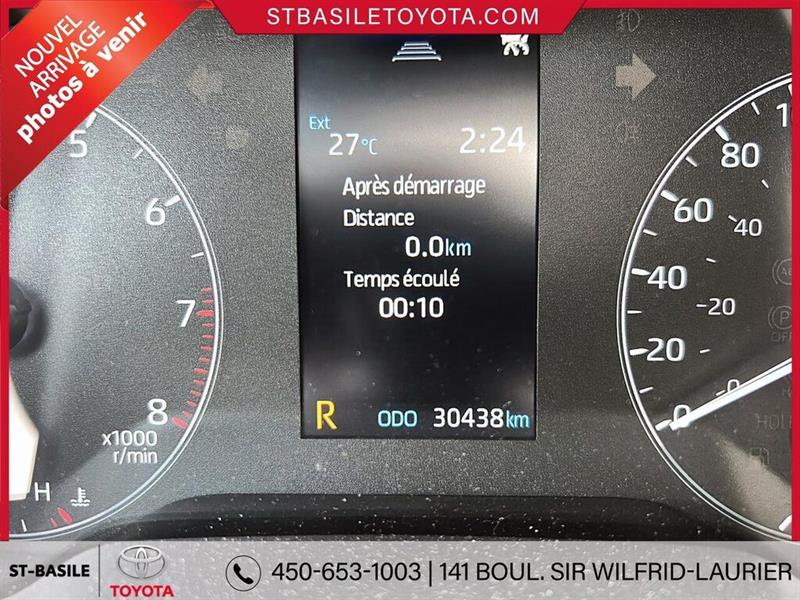 STBASILETOYOTA.COM
NOUVEL
ARRIVAGE
photos à venir
Ext
27°C 2:24
Après démarrage
Distance
0.0km
Temps écoulé
00:10
R ODO 30438km
5
6
7
8
x1000
r/min
H
80
60
40
40
20
20
0
0
HOL
ST-BASILE
TOYOTA
450-653-1003 | 141 BOUL. SIR WILFRID-LAURIER